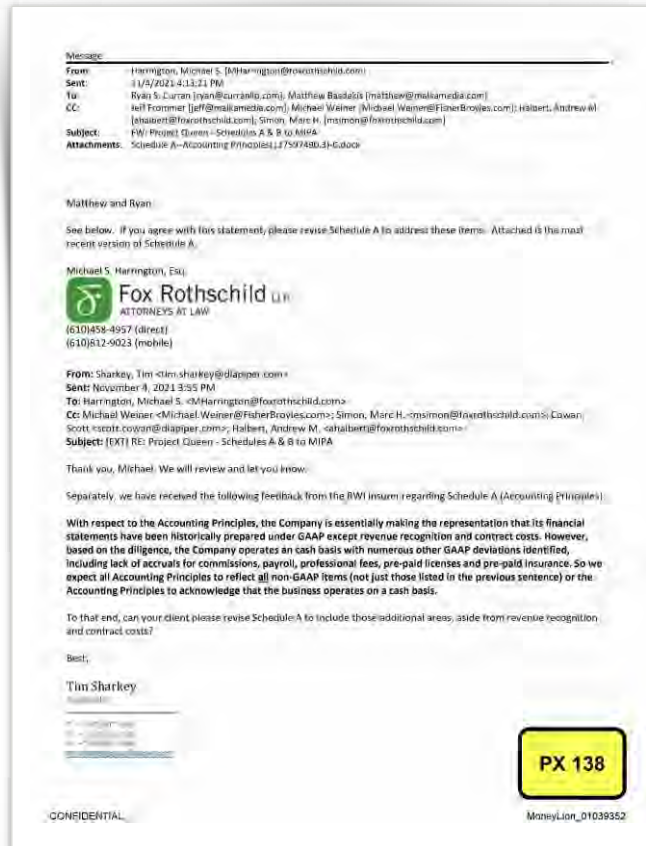 Message
From: Harrington, Michael S. [MHarrington@foxrothschild.com]
Sent: 11/4/2021 4:13:21 PM
To: Ryan S. Curran [ryan@curranllp.com]; Matthew Basdakis [matthew@malkamedia.com]
CC: Jeff Frommer [jeff@malkamedia.com]; Michael Weiner [Michael.Weiner@FisherBroyles.com]; Halbert, Andrew M.
[ahalbert@foxrothschild.com]; Simon, Marc H. [msimon@foxrothschild.com]
Subject: FW: Project Queen - Schedules A & B to MIPA
Attachments: Schedule A--Accounting Principles(127597490.3)-C.docx
Matthew and Ryan
See below. If you agree with this statement, please revise Schedule A to address these items. Attached is the most
recent version of Schedule A.
Michael S. Harrington, Esq.
Fox Rothschild LLP
ATTORNEYS AT LAW
(610)458-4957 (direct)
(610)812-9023 (mobile)
From: Sharkey, Tim <tim.sharkey@dlapiper.com>
Sent: November 4, 2021 3:55 PM
To: Harrington, Michael S. <MHarrington@foxrothschild.com>
Cc: Michael Weiner <Michael.Weiner@FisherBroyles.com>; Simon, Marc H. <msimon@foxrothschild.com>; Cowan,
Scott <scott.cowan@dlapiper.com>; Halbert, Andrew M. <ahalbert@foxrothschild.com>
Subject: [EXT] RE: Project Queen - Schedules A & B to MIPA
Thank you, Michael. We will review and let you know.
Separately, we have received the following feedback from the RWI insurer regarding Schedule A (Accounting Principles)
With respect to the Accounting Principles, the Company is essentially making the representation that its financial
statements have been historically prepared under GAAP except revenue recognition and contract costs. However,
based on the diligence, the Company operates an cash basis with numerous other GAAP deviations identified,
including lack of accruals for commissions, payroll, professional fees, pre-paid licenses and pre-paid insurance. So we
expect all Accounting Principles to reflect all non-GAAP items (not just those listed in the previous sentence) or the
Accounting Principles to acknowledge that the business operates on a cash basis.
To that end, can your client please revise Schedule A to include those additional areas, aside from revenue recognition
and contract costs?
Best,
Tim Sharkey
PX 138
CONFIDENTIAL
MoneyLion_01039352